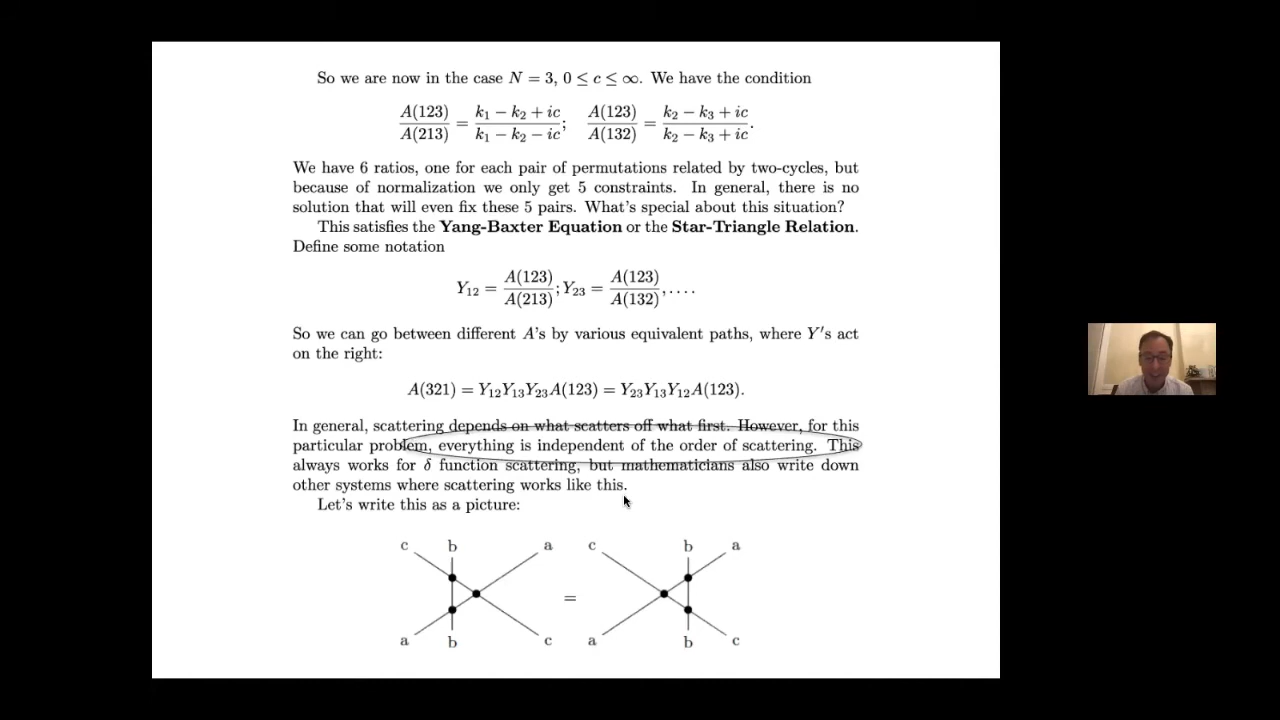 So we are now in the case N = 3, 0 ≤ c ≤ ∞. We have the condition
A(123)/A(213) = (k₁ − k₂ + ic)/(k₁ − k₂ − ic); A(123)/A(132) = (k₂ − k₃ + ic)/(k₂ − k₃ + ic).
We have 6 ratios, one for each pair of permutations related by two-cycles, but
because of normalization we only get 5 constraints. In general, there is no
solution that will even fix these 5 pairs. What's special about this situation?
This satisfies the Yang-Baxter Equation or the Star-Triangle Relation.
Define some notation
Y₁₂ = A(123)/A(213); Y₂₃ = A(123)/A(132), . . . .
So we can go between different A's by various equivalent paths, where Y's act
on the right:
A(321) = Y₁₂Y₁₃Y₂₃A(123) = Y₂₃Y₁₃Y₁₂A(123).
In general, scattering depends on what scatters off what first. However, for this
particular problem, everything is independent of the order of scattering. This
always works for δ function scattering, but mathematicians also write down
other systems where scattering works like this.
Let's write this as a picture:
c b a c b a
=
a b c a b c